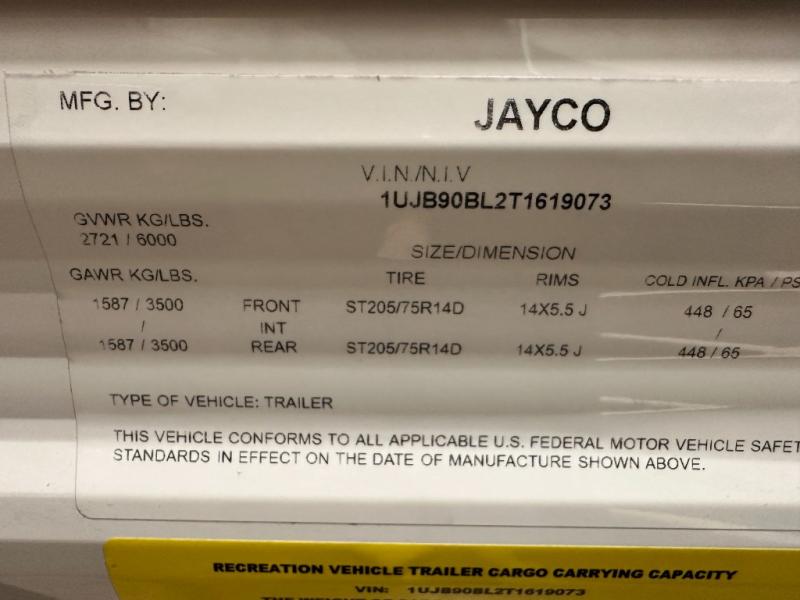 MFG. BY: JAYCO
V.I.N./N.I.V
1UJB90BL2T1619073
GVWR KG/LBS.
2721 / 6000
SIZE/DIMENSION
GAWR KG/LBS. TIRE RIMS COLD INFL. KPA / PS
1587 / 3500 FRONT ST205/75R14D 14X5.5 J 448 / 65
/ INT /
1587 / 3500 REAR ST205/75R14D 14X5.5 J 448 / 65
TYPE OF VEHICLE: TRAILER
THIS VEHICLE CONFORMS TO ALL APPLICABLE U.S. FEDERAL MOTOR VEHICLE SAFET
STANDARDS IN EFFECT ON THE DATE OF MANUFACTURE SHOWN ABOVE.
RECREATION VEHICLE TRAILER CARGO CARRYING CAPACITY
VIN: 1UJB90BL2T1619073